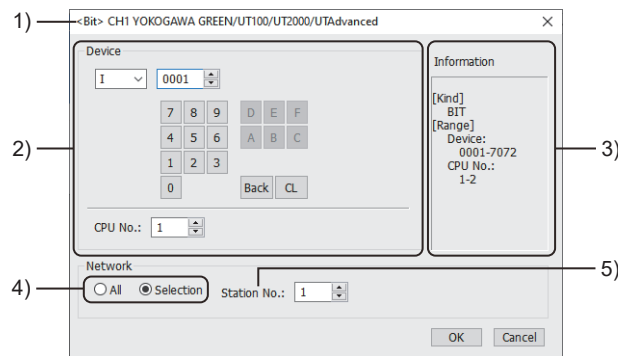 1)
<Bit> CH1 YOKOGAWA GREEN/UT100/UT2000/UTAdvanced
Device
I 0001
7 8 9 D E F
4 5 6 A B C
1 2 3
0 Back CL
CPU No.: 1
2)
Information
[Kind]
BIT
[Range]
Device:
0001-7072
CPU No.:
1-2
3)
Network
4)
All Selection Station No.: 1
5)
OK Cancel